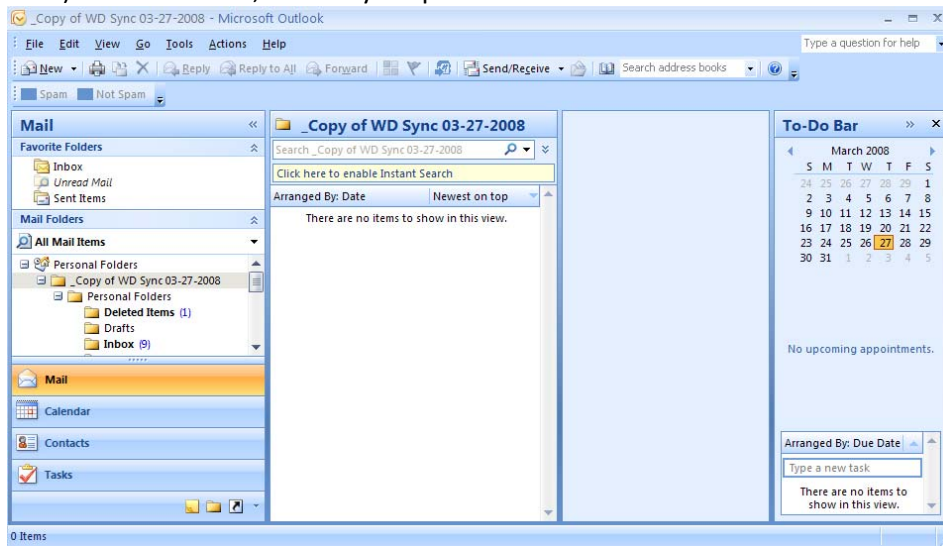 _Copy of WD Sync 03-27-2008 - Microsoft Outlook
File Edit View Go Tools Actions Help
Type a question for help
New Reply Reply to All Forward Send/Receive Search address books
Spam Not Spam
Mail
Favorite Folders
Inbox
Unread Mail
Sent Items
Mail Folders
All Mail Items
Personal Folders
_Copy of WD Sync 03-27-2008
Personal Folders
Deleted Items (1)
Drafts
Inbox (9)
Mail
Calendar
Contacts
Tasks
0 Items
_Copy of WD Sync 03-27-2008
Search _Copy of WD Sync 03-27-2008
Click here to enable Instant Search
Arranged By: Date Newest on top
There are no items to show in this view.
To-Do Bar
March 2008
S M T W T F S
24 25 26 27 28 29 1
2 3 4 5 6 7 8
9 10 11 12 13 14 15
16 17 18 19 20 21 22
23 24 25 26 27 28 29
30 31 1 2 3 4 5
No upcoming appointments.
Arranged By: Due Date
Type a new task
There are no items to
show in this view.